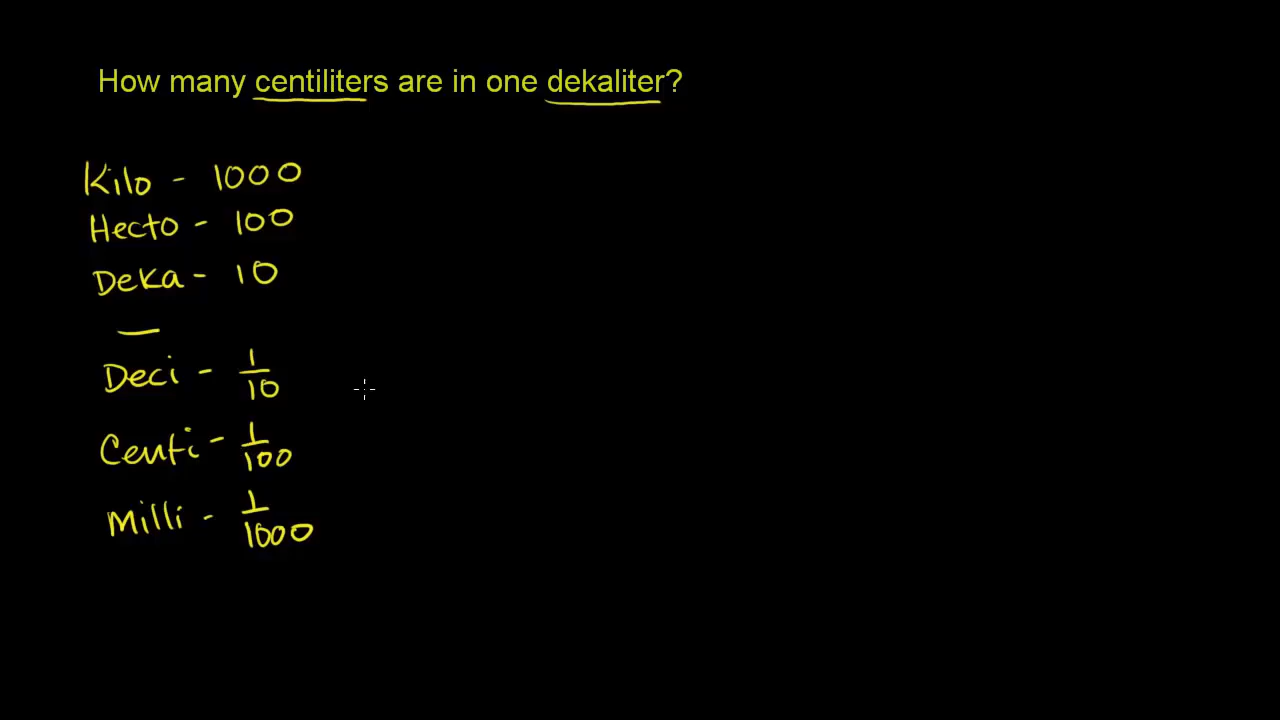 How many centiliters are in one dekaliter?
Kilo - 1000
Hecto - 100
Deka - 10
—
Deci - 1/10
Centi - 1/100
Milli - 1/1000